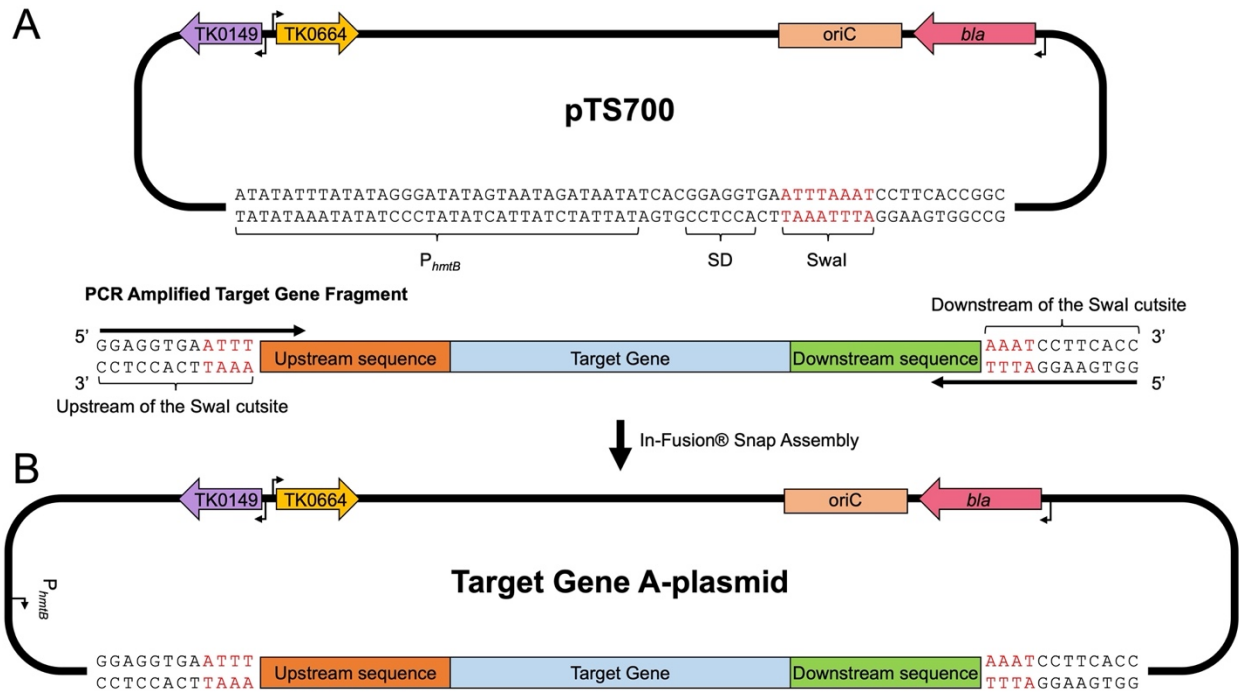 A
TK0149
TK0664
oriC
bla
pTS700
ATATATTTATATAGGGATATAGTAATAGATAATATCACGGAGGTGAATTTAAATCCTTCACCGGC
TATATAAATATATCCCTATATCATTATCTATTATAGTGCCTCCACTTAAATTTAGGAAGTGGCCG
PhmtB
SD
SwaI
PCR Amplified Target Gene Fragment
Downstream of the SwaI cutsite
5’
3’
GGAGGTGAATTT
AAATCCTTCACC
Upstream sequence
Target Gene
Downstream sequence
CCTCCACTTAAA
TTTAGGAAGTGG
3’
5’
Upstream of the SwaI cutsite
In-Fusion® Snap Assembly
B
TK0149
TK0664
oriC
bla
PhmtB
Target Gene A-plasmid
GGAGGTGAATTT
AAATCCTTCACC
Upstream sequence
Target Gene
Downstream sequence
CCTCCACTTAAA
TTTAGGAAGTGG